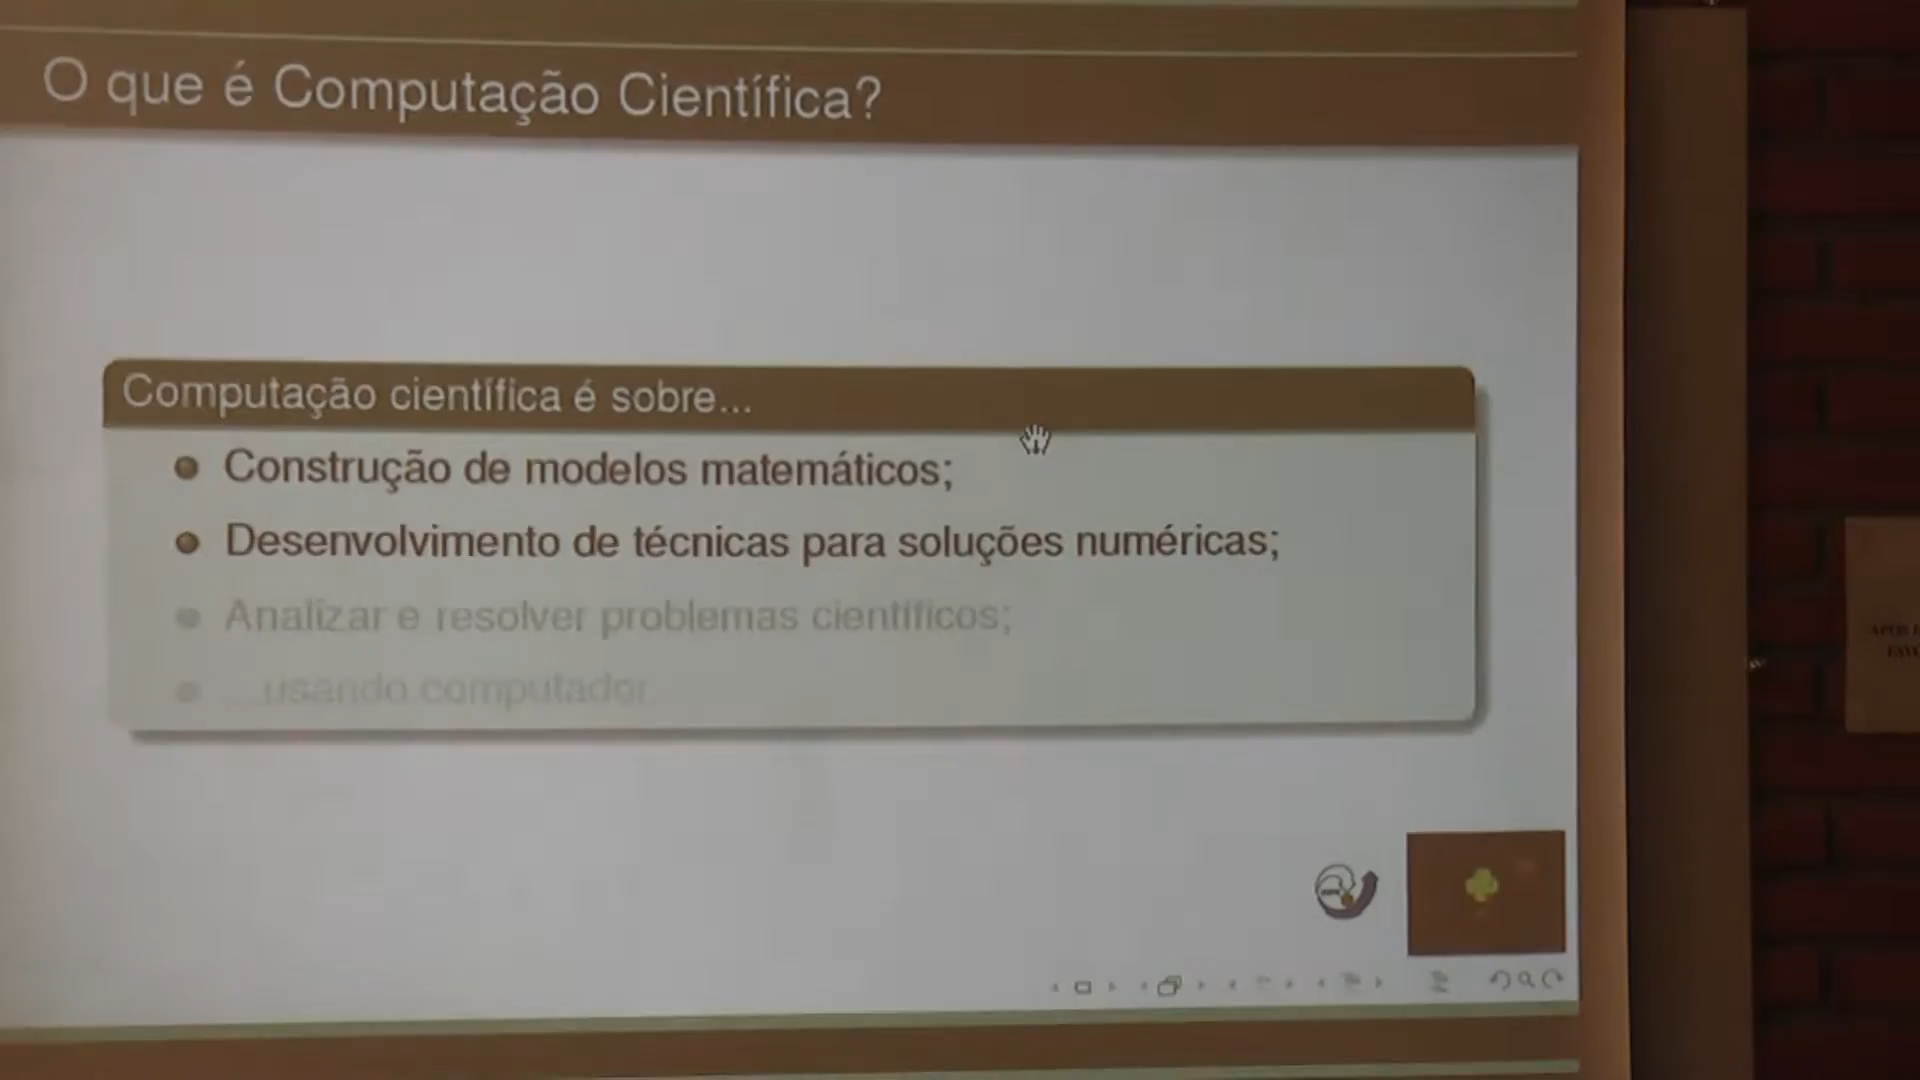 O que é Computação Científica?
Computação científica é sobre...
Construção de modelos matemáticos;
Desenvolvimento de técnicas para soluções numéricas;
Analizar e resolver problemas científicos;
...usando computador.